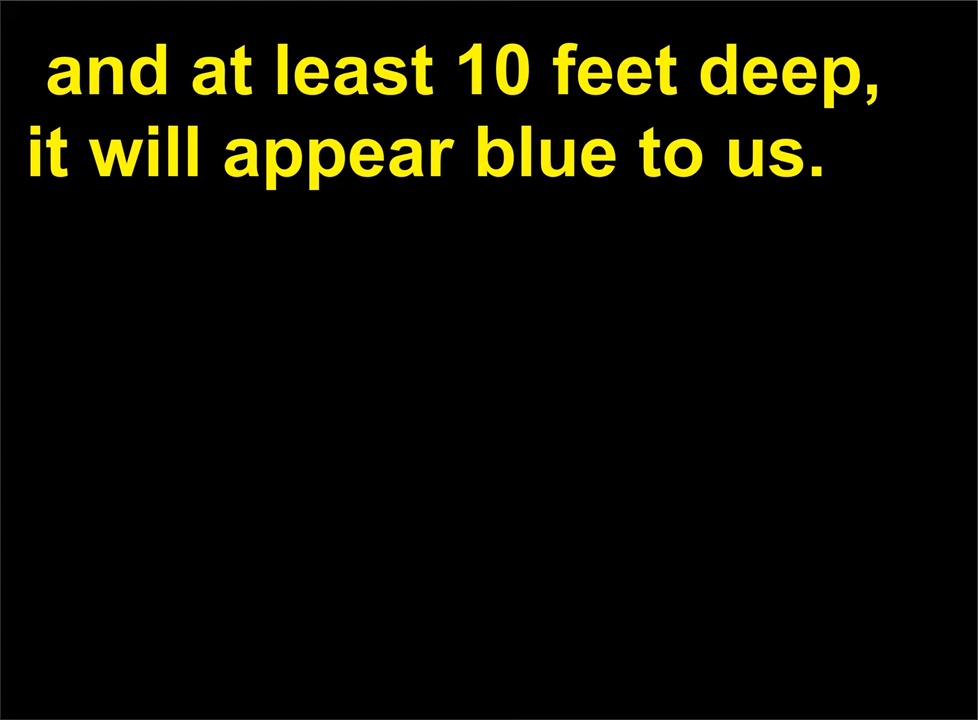 and at least 10 feet deep,
it will appear blue to us.